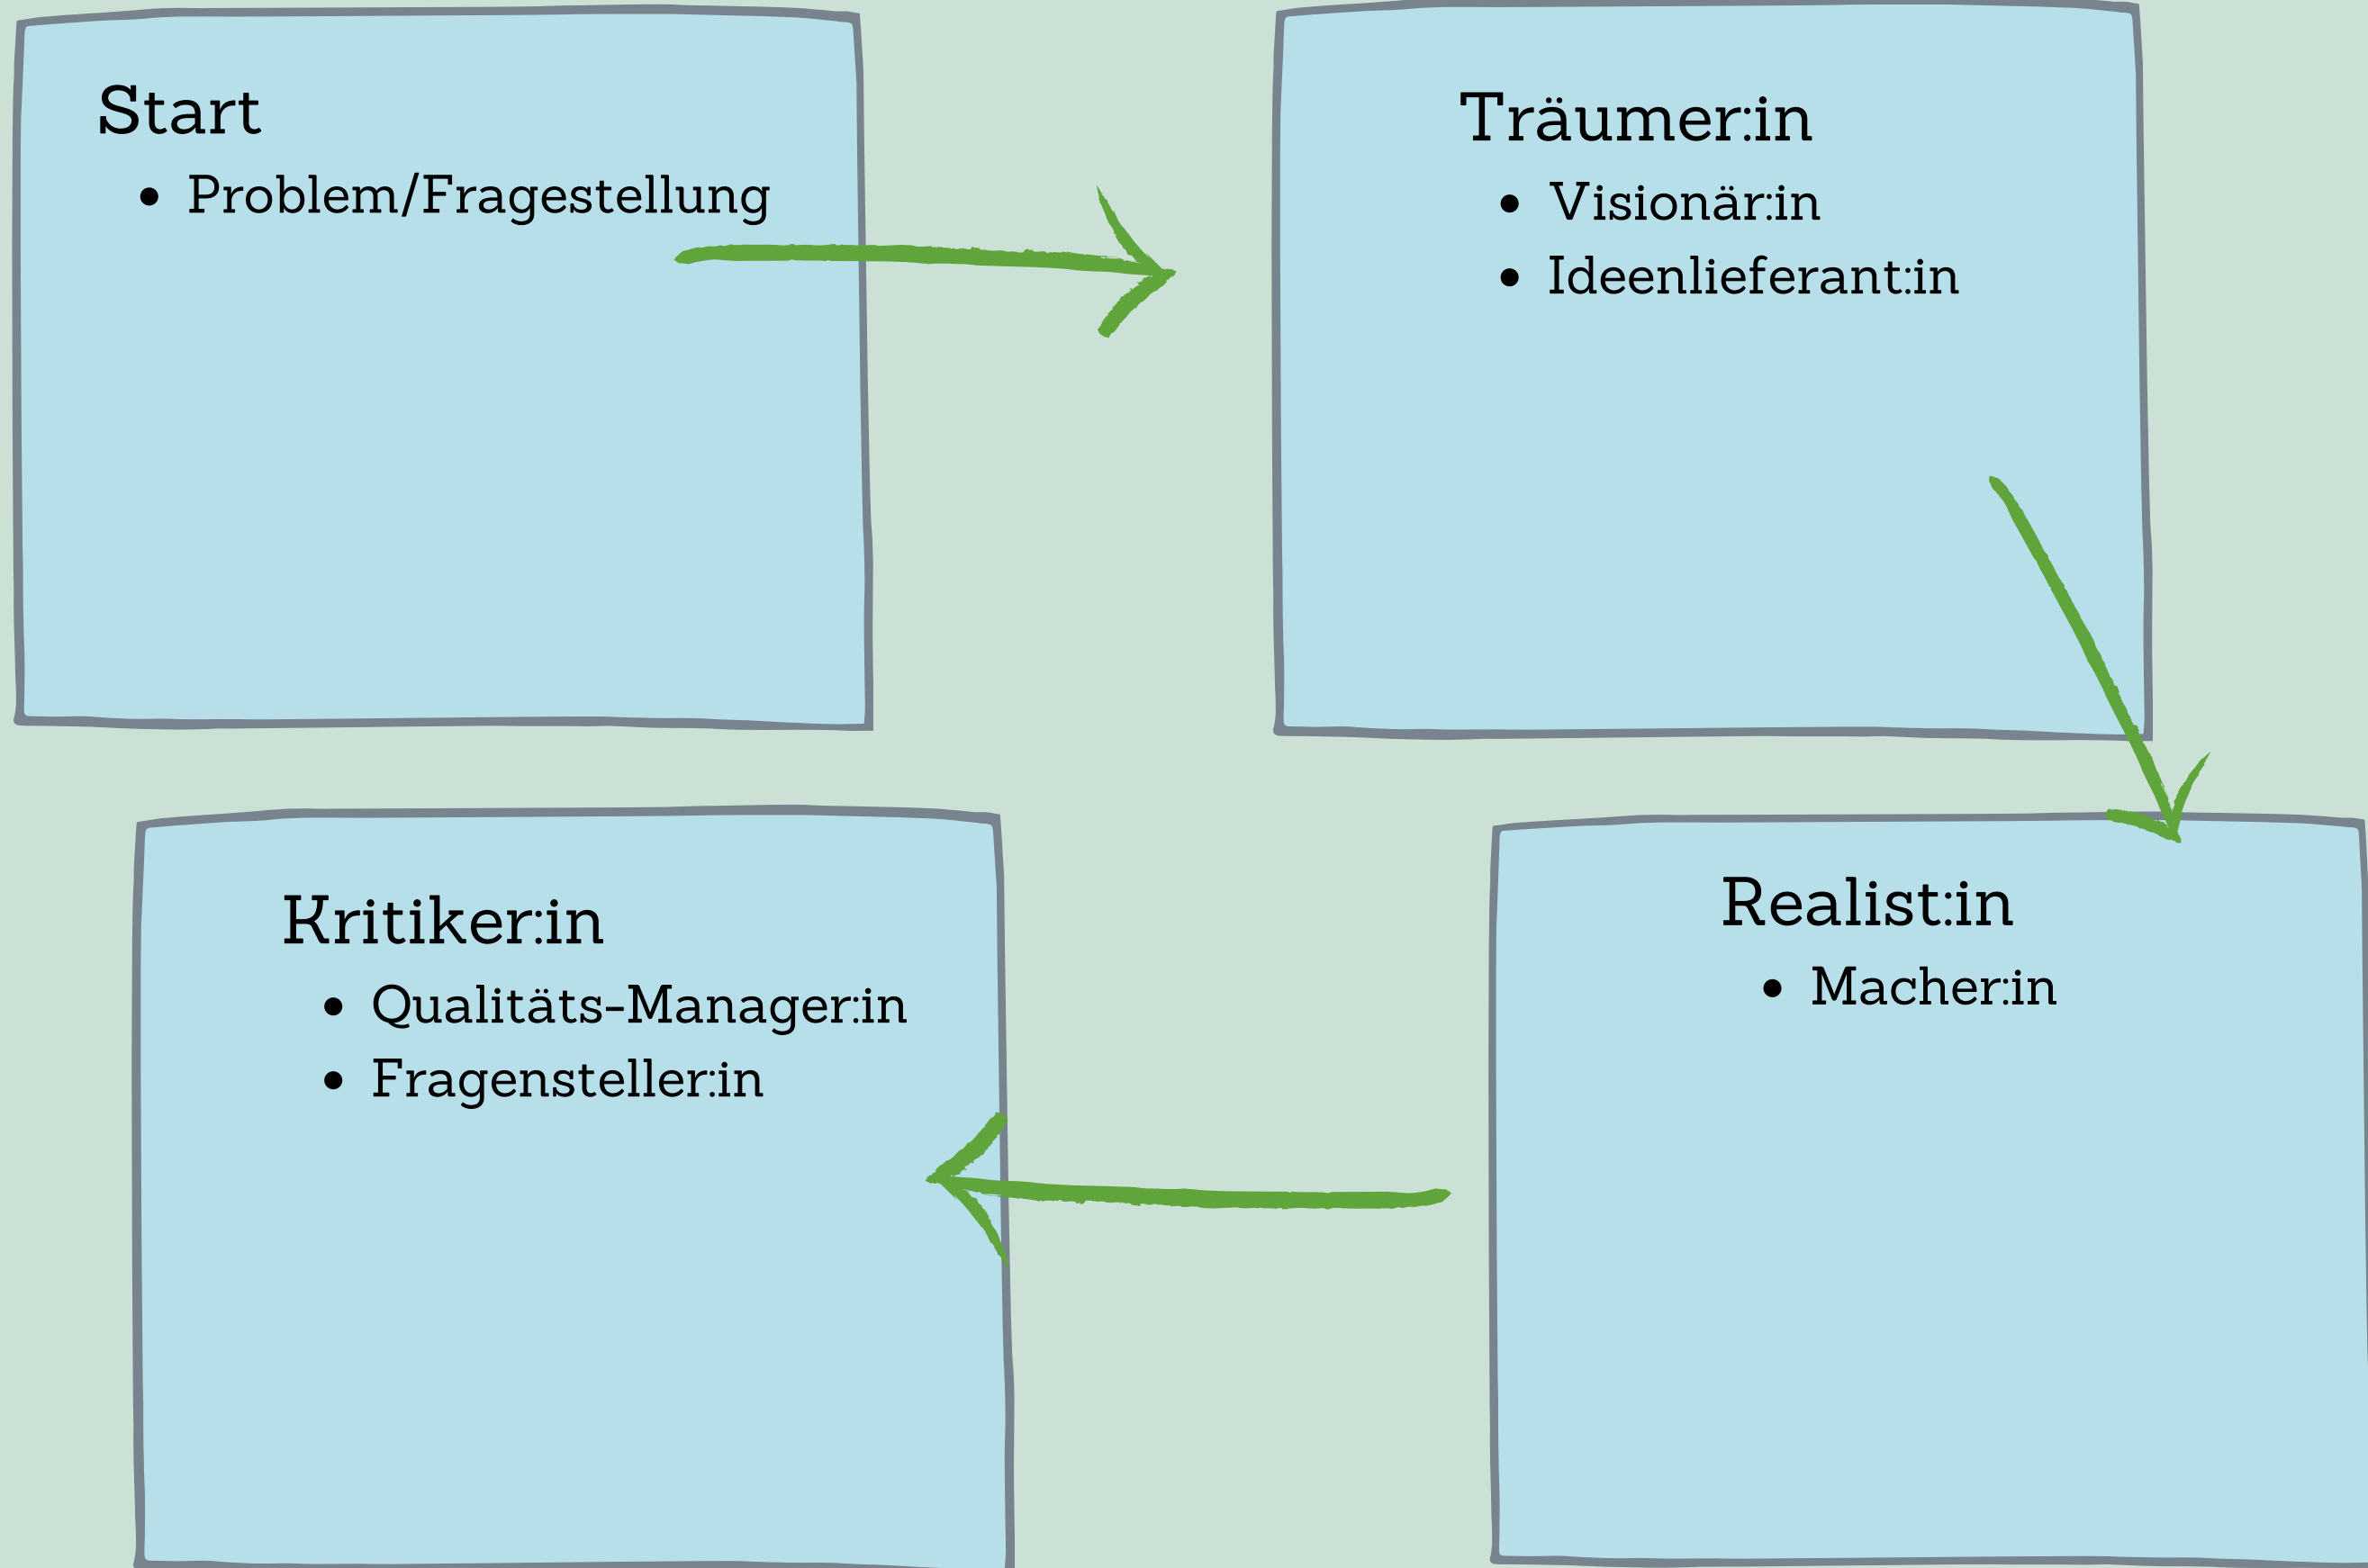 Start
• Problem/Fragestellung
Träumer:in
• Visionär:in
• Ideenlieferant:in
Kritiker:in
• Qualitäts-Manager:in
• Fragensteller:in
Realist:in
• Macher:in